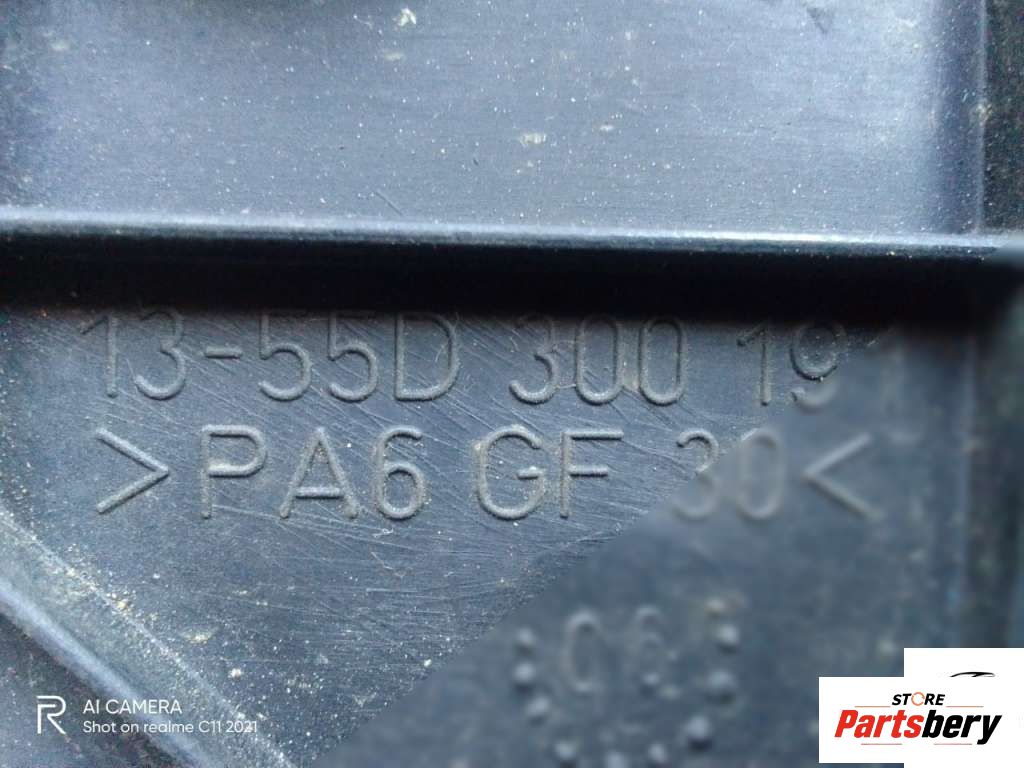 13-55D 300 19
>PA6 GF 30<
AI CAMERA
Shot on realme C11 2021
STORE
Partsbery